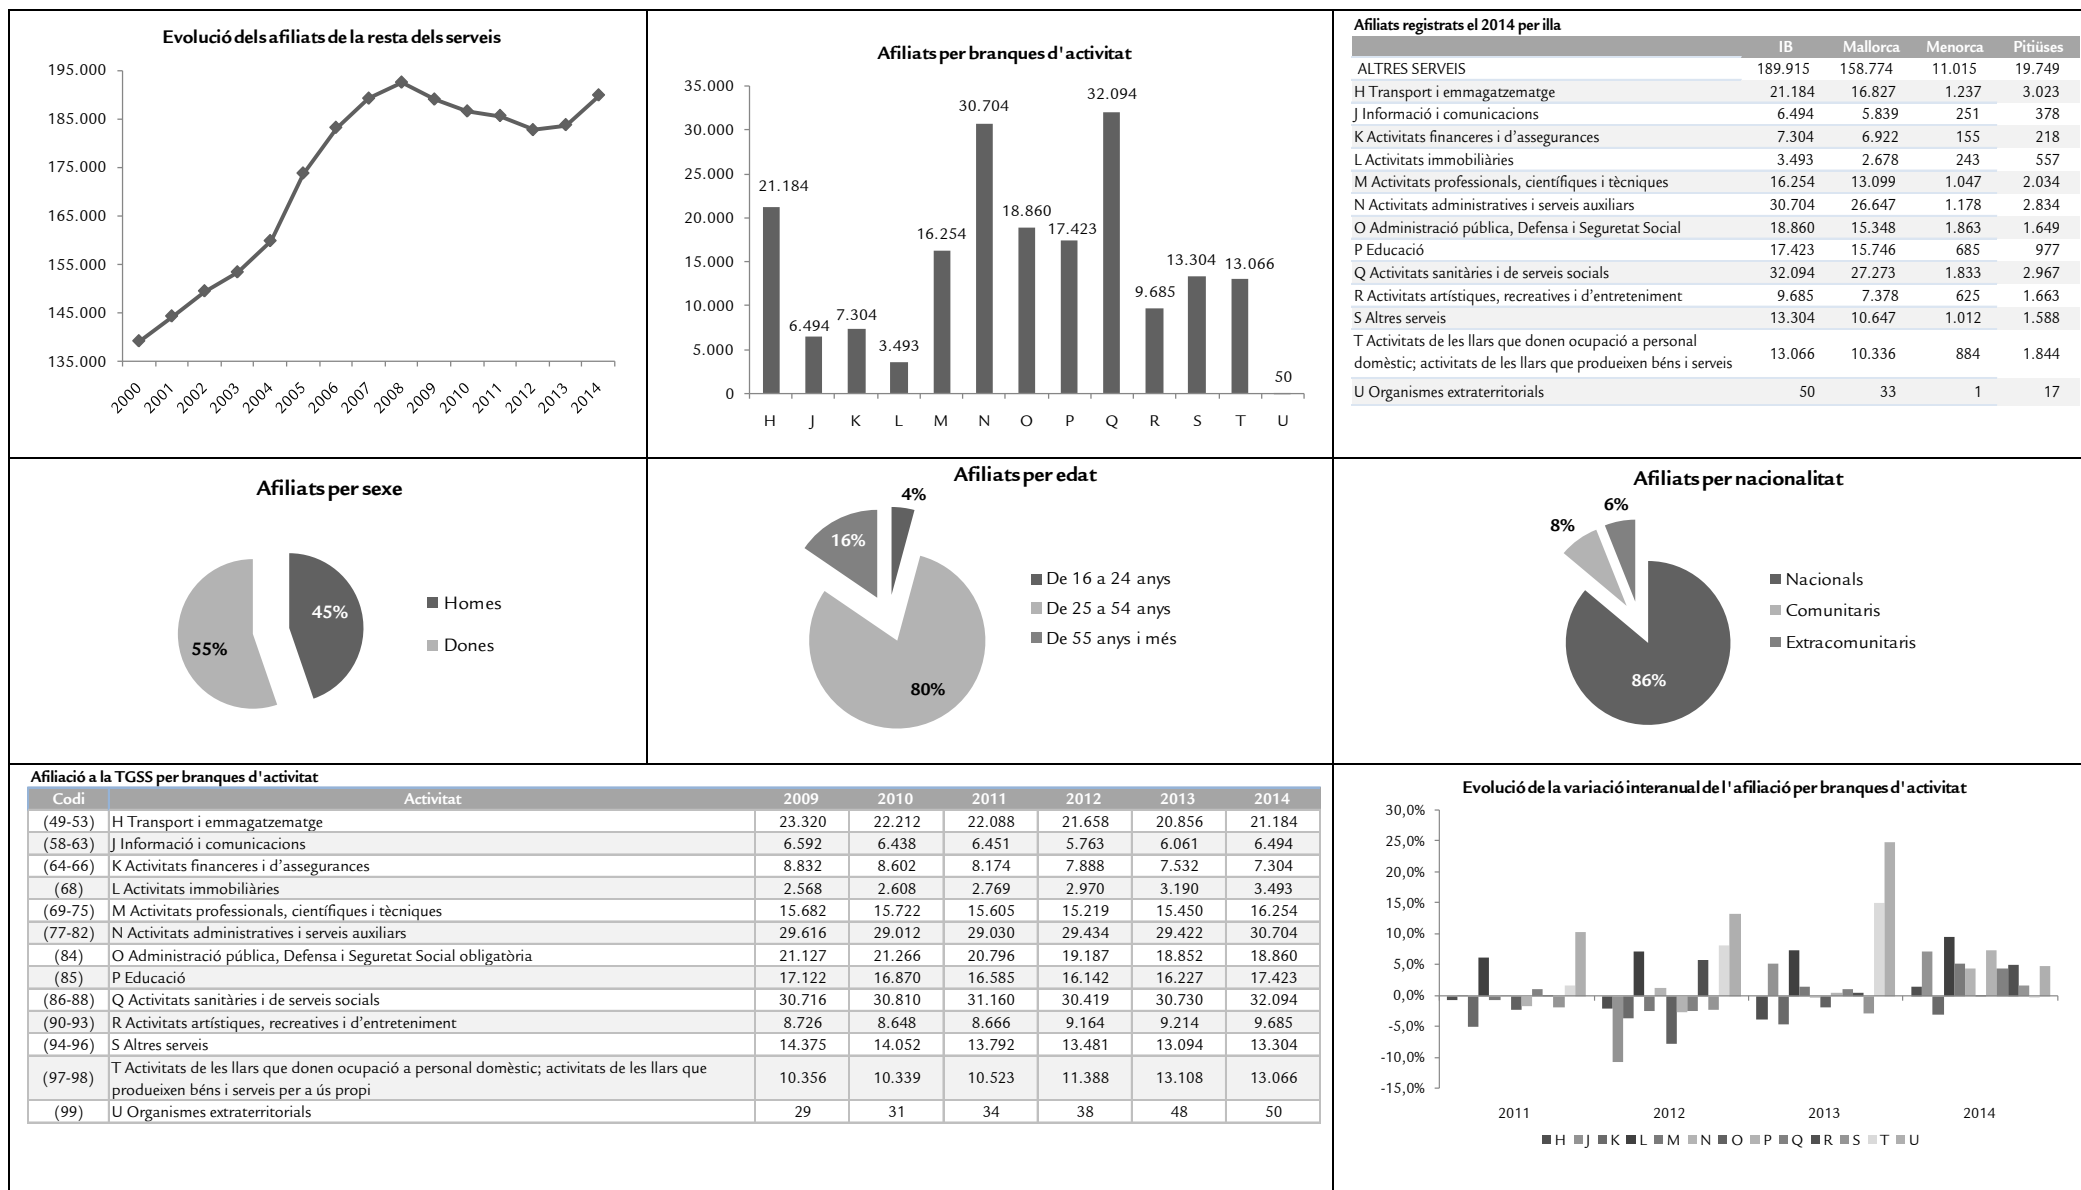 Evolució dels afiliats de la resta dels serveis
195.000
185.000
175.000
165.000
155.000
145.000
135.000
2000 2001 2002 2003 2004 2005 2006 2007 2008 2009 2010 2011 2012 2013 2014
Afiliats per branques d'activitat
35.000
30.000
25.000
20.000
15.000
10.000
5.000
0
21.184 6.494 7.304 3.493 16.254 30.704 18.860 17.423 32.094 9.685 13.304 13.066 50
H J K L M N O P Q R S T U
Afiliats registrats el 2014 per illa
IB Mallorca Menorca Pitiüses
ALTRES SERVEIS 189.915 158.774 11.015 19.749
H Transport i emmagatzematge 21.184 16.827 1.237 3.023
J Informació i comunicacions 6.494 5.839 251 378
K Activitats financeres i d’assegurances 7.304 6.922 155 218
L Activitats immobiliàries 3.493 2.678 243 557
M Activitats professionals, científiques i tècniques 16.254 13.099 1.047 2.034
N Activitats administratives i serveis auxiliars 30.704 26.647 1.178 2.834
O Administració pública, Defensa i Seguretat Social 18.860 15.348 1.863 1.649
P Educació 17.423 15.746 685 977
Q Activitats sanitàries i de serveis socials 32.094 27.273 1.833 2.967
R Activitats artístiques, recreatives i d’entreteniment 9.685 7.378 625 1.663
S Altres serveis 13.304 10.647 1.012 1.588
T Activitats de les llars que donen ocupació a personal
domèstic; activitats de les llars que produeixen béns i serveis 13.066 10.336 884 1.844
U Organismes extraterritorials 50 33 1 17
Afiliats per sexe
45%
55%
Homes
Dones
Afiliats per edat
4%
16%
80%
De 16 a 24 anys
De 25 a 54 anys
De 55 anys i més
Afiliats per nacionalitat
6%
8%
86%
Nacionals
Comunitaris
Extracomunitaris
Afiliació a la TGSS per branques d'activitat
Codi Activitat 2009 2010 2011 2012 2013 2014
(49-53) H Transport i emmagatzematge 23.320 22.212 22.088 21.658 20.856 21.184
(58-63) J Informació i comunicacions 6.592 6.438 6.451 5.763 6.061 6.494
(64-66) K Activitats financeres i d’assegurances 8.832 8.602 8.174 7.888 7.532 7.304
(68) L Activitats immobiliàries 2.568 2.608 2.769 2.970 3.190 3.493
(69-75) M Activitats professionals, científiques i tècniques 15.682 15.722 15.605 15.219 15.450 16.254
(77-82) N Activitats administratives i serveis auxiliars 29.616 29.012 29.030 29.434 29.422 30.704
(84) O Administració pública, Defensa i Seguretat Social obligatòria 21.127 21.266 20.796 19.187 18.852 18.860
(85) P Educació 17.122 16.870 16.585 16.142 16.227 17.423
(86-88) Q Activitats sanitàries i de serveis socials 30.716 30.810 31.160 30.419 30.730 32.094
(90-93) R Activitats artístiques, recreatives i d’entreteniment 8.726 8.648 8.666 9.164 9.214 9.685
(94-96) S Altres serveis 14.375 14.052 13.792 13.481 13.094 13.304
(97-98) T Activitats de les llars que donen ocupació a personal domèstic; activitats de les llars que
produeixen béns i serveis per a ús propi 10.356 10.339 10.523 11.388 13.108 13.066
(99) U Organismes extraterritorials 29 31 34 38 48 50
Evolució de la variació interanual de l'afiliació per branques d'activitat
30,0%
25,0%
20,0%
15,0%
10,0%
5,0%
0,0%
-5,0%
-10,0%
-15,0%
2011 2012 2013 2014
H J K L M N O P Q R S T U